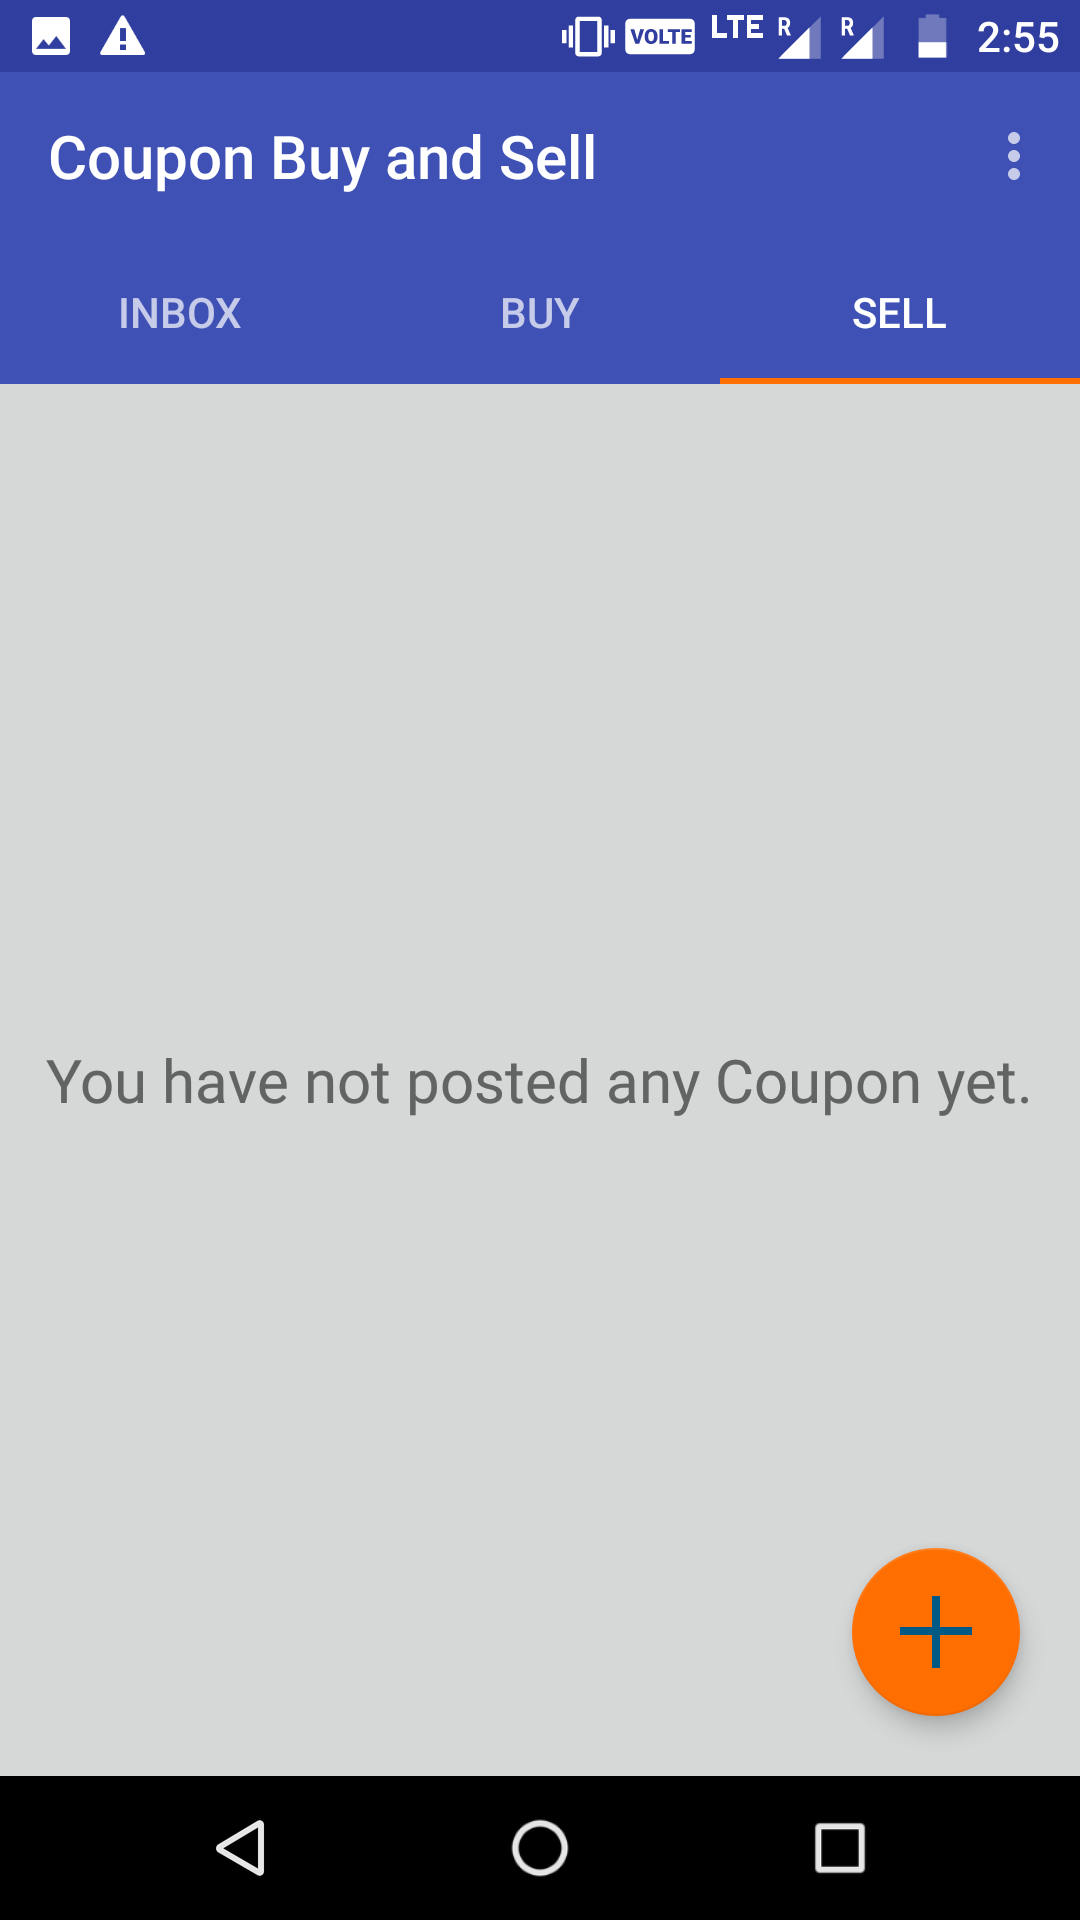 VOLTE LTE R R 2:55
Coupon Buy and Sell
INBOX BUY SELL
You have not posted any Coupon yet.